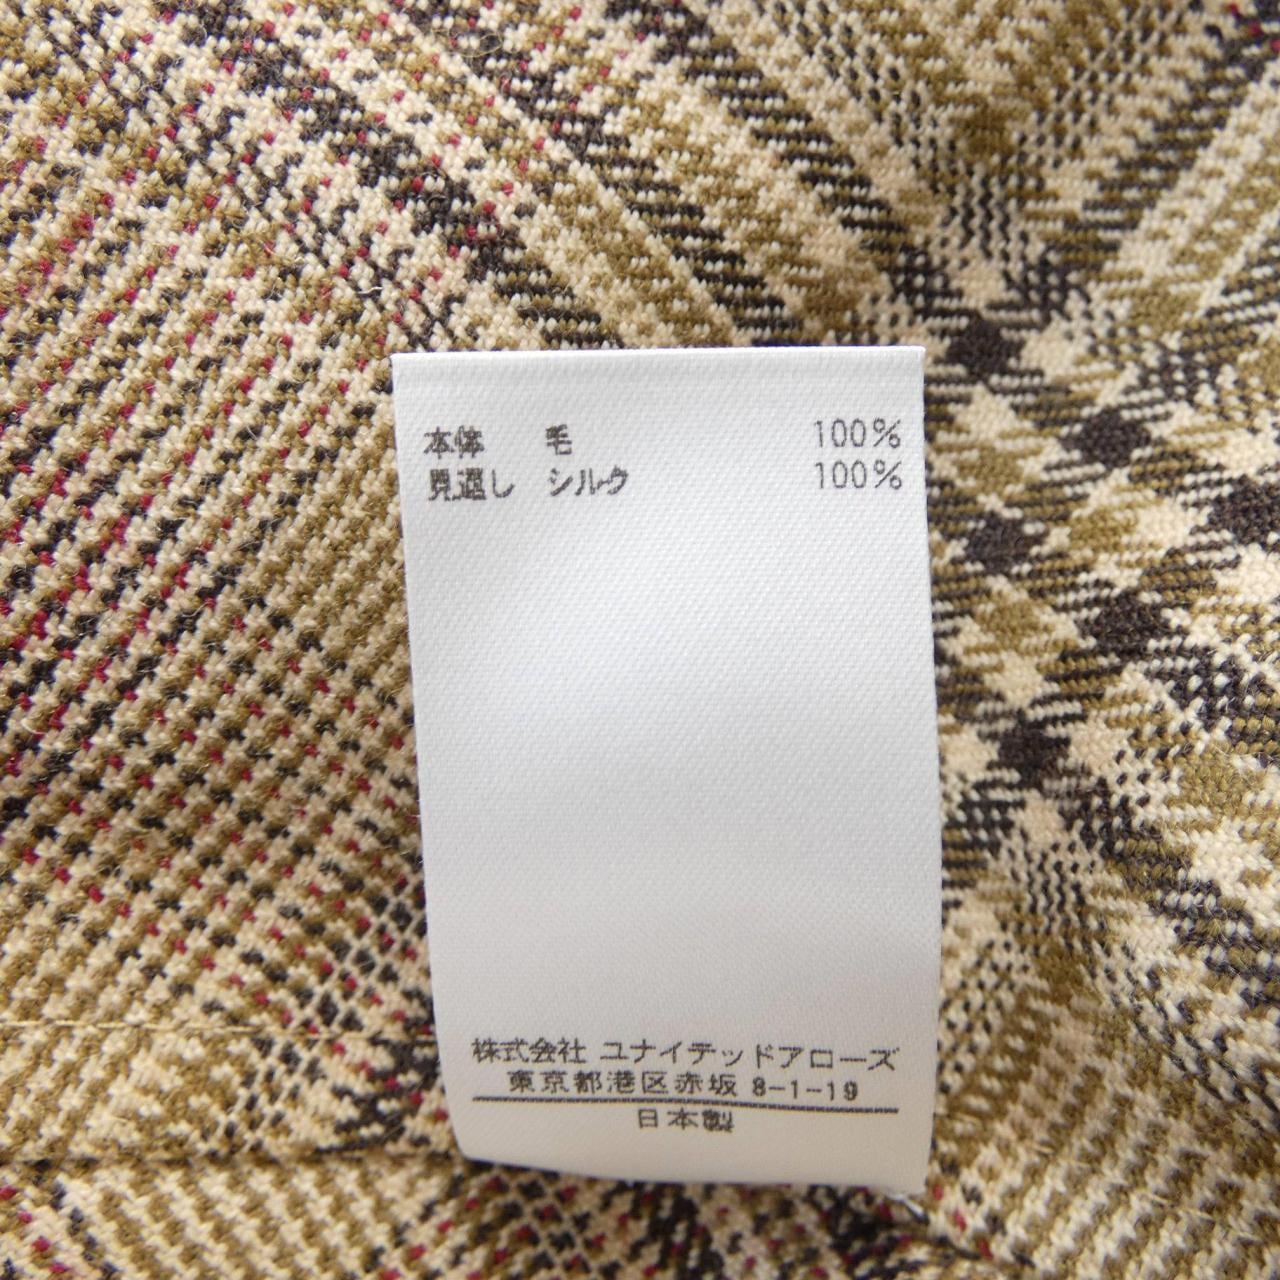 本体 毛 100%
見返し シルク 100%
株式会社 ユナイテッドアローズ
東京都港区赤坂 8-1-19
日本製